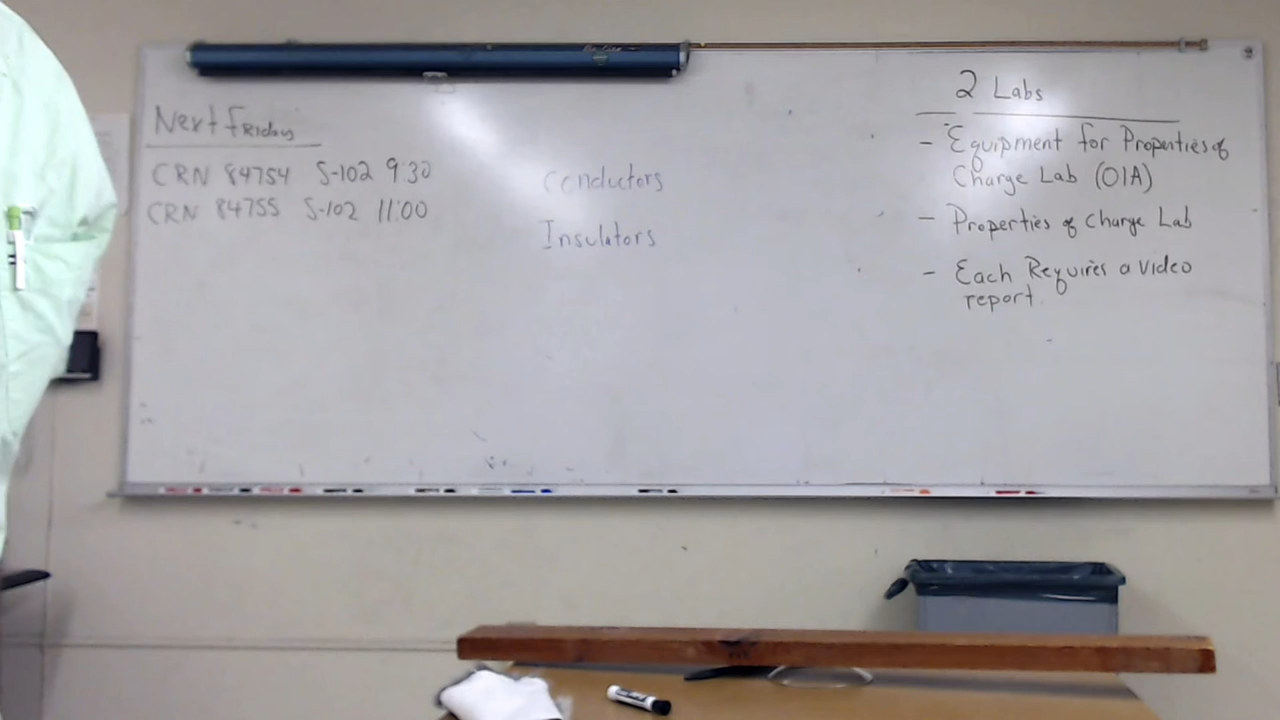 Next Friday
CRN 84754 S-102 9:30
CRN 84755 S-102 11:00
Conductors
Insulators
2 Labs
- Equipment for Properties of
Charge Lab (OIA)
- Properties of Charge Lab
- Each Requires a video
report.